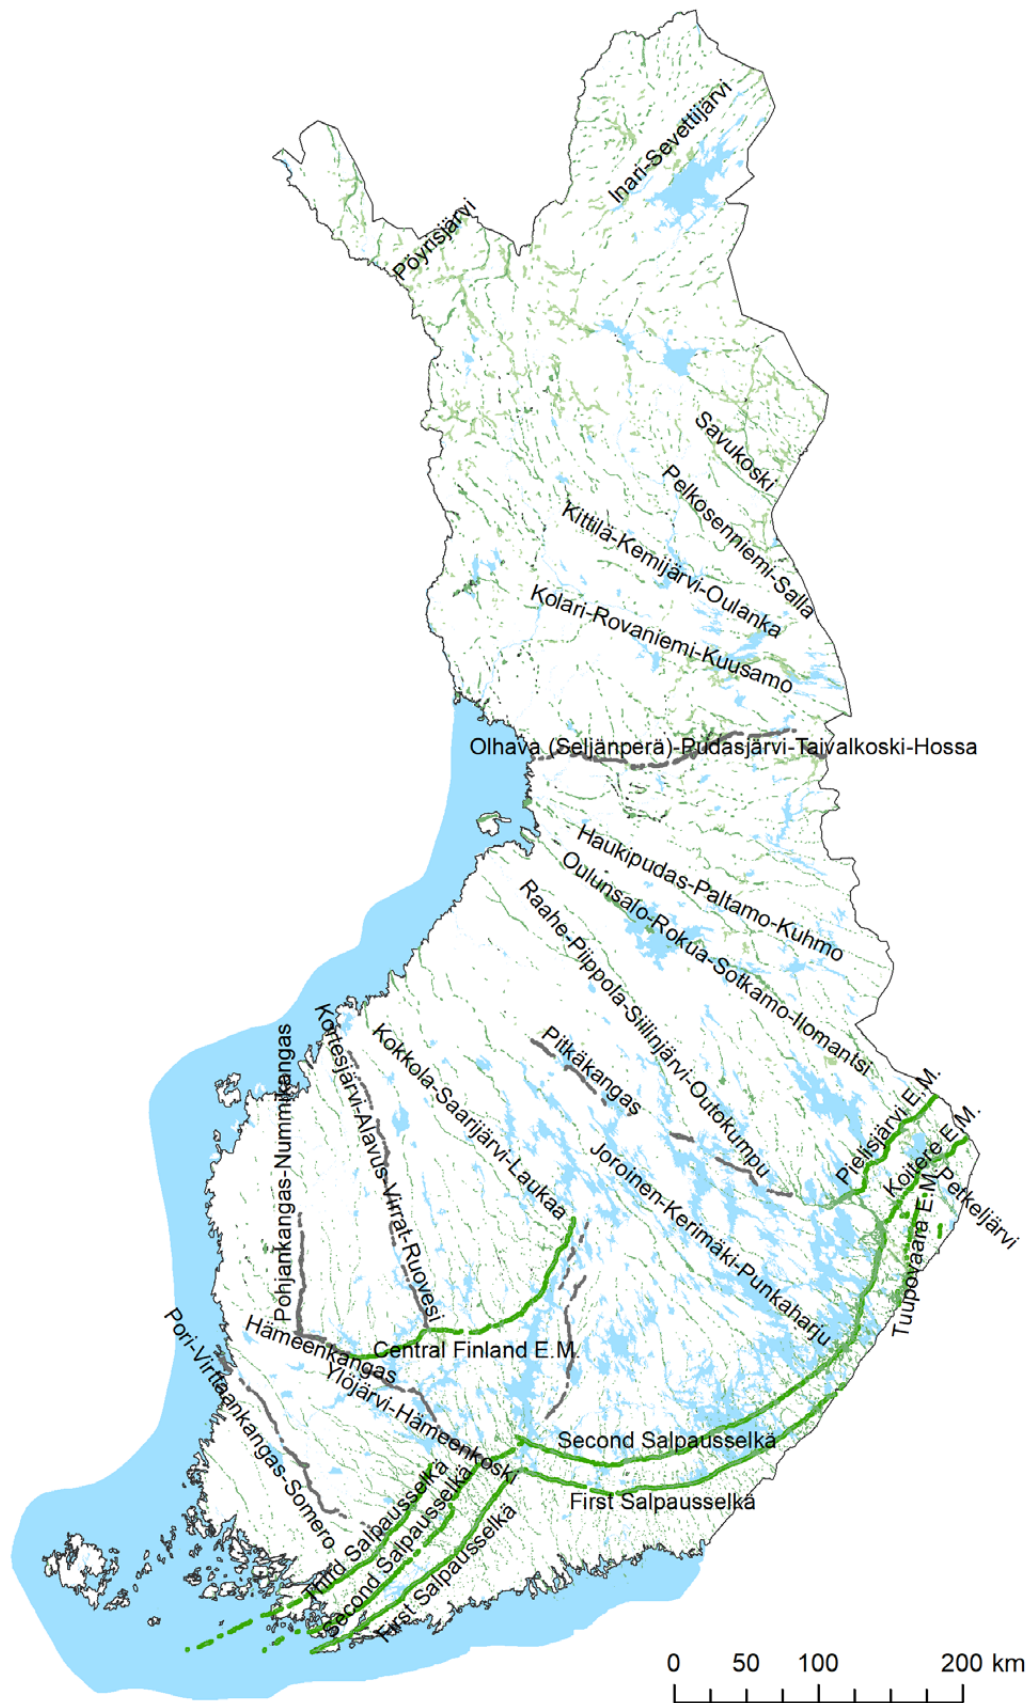 Inari-Sevettijärvi
Pöyrisjärvi
Savukoski
Pelkosenniemi-Salla
Kittilä-Kemijärvi-Oulanka
Kolari-Rovaniemi-Kuusamo
Olhava (Seljänperä)-Pudasjärvi-Taivalkoski-Hossa
Haukipudas-Paltamo-Kuhmo
Oulunsalo-Rokua-Sotkamo-Ilomantsi
Raahe-Piippola-Siilinjärvi-Outokumpu
Pitkäkangas
Kortesjärvi-Alavus-Virrat-Ruovesi
Kokkola-Saarijärvi-Laukaa
Pohjankangas-Nummikangas
Joroinen-Kerimäki-Punkaharju
Pielisjärvi E.M.
Koitere E.M.
Petkeljärvi
Tuupovaara E.M.
Pori-Virttaankangas-Somero
Hämeenkangas
Central Finland E.M.
Ylöjärvi-Hämeenkoski
Second Salpausselkä
First Salpausselkä
Third Salpausselkä
Second Salpausselkä
First Salpausselkä
0 50 100 200 km